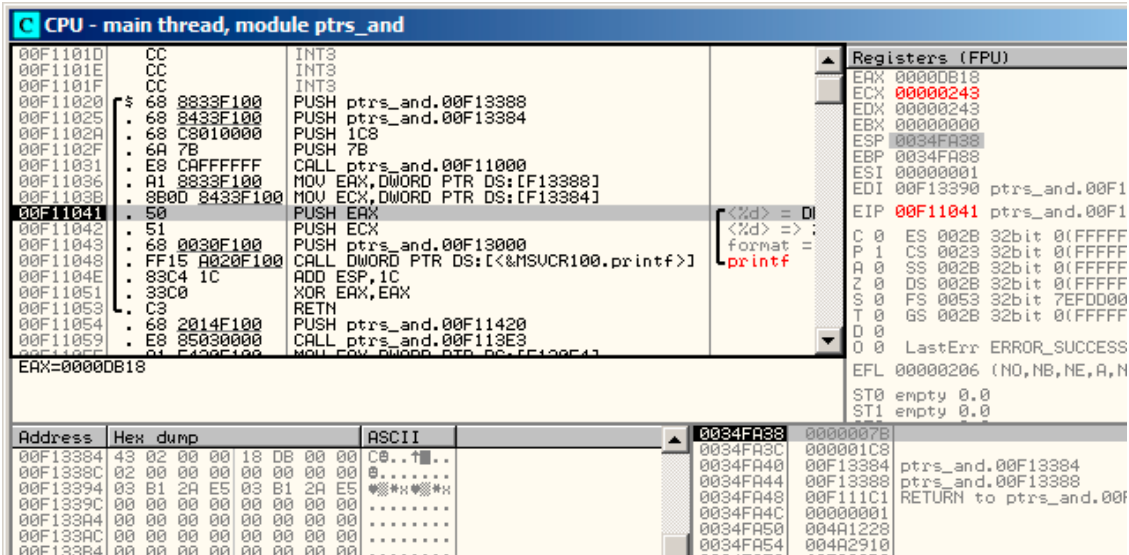 C CPU - main thread, module ptrs_and
00F1101D CC INT3
00F1101E CC INT3
00F1101F CC INT3
00F11020 $ 68 8833F100 PUSH ptrs_and.00F13388
00F11025 . 68 8433F100 PUSH ptrs_and.00F13384
00F1102A . 68 C8010000 PUSH 1C8
00F1102F . 6A 7B PUSH 7B
00F11031 . E8 CAFFFFFF CALL ptrs_and.00F11000
00F11036 . A1 8833F100 MOV EAX,DWORD PTR DS:[F13388]
00F1103B . 8B0D 8433F100 MOV ECX,DWORD PTR DS:[F13384]
00F11041 . 50 PUSH EAX <%d> =
00F11042 . 51 PUSH ECX <%d> =>
00F11043 . 68 0030F100 PUSH ptrs_and.00F13000 format =
00F11048 . FF15 A020F100 CALL DWORD PTR DS:[<&MSVCR100.printf>] printf
00F1104E . 83C4 1C ADD ESP,1C
00F11051 . 33C0 XOR EAX,EAX
00F11053 . C3 RETN
00F11054 . 68 2014F100 PUSH ptrs_and.00F11420
00F11059 . E8 85030000 CALL ptrs_and.00F113E3
EAX=0000DB18
Registers (FPU)
EAX 0000DB18
ECX 00000243
EDX 00000243
EBX 00000000
ESP 0034FA38
EBP 0034FA88
ESI 00000001
EDI 00F13390 ptrs_and.00F1
EIP 00F11041 ptrs_and.00F1
C 0 ES 002B 32bit 0(FFFFF
P 1 CS 0023 32bit 0(FFFFF
A 0 SS 002B 32bit 0(FFFFF
Z 0 DS 002B 32bit 0(FFFFF
S 0 FS 0053 32bit 7EFDD00
T 0 GS 002B 32bit 0(FFFFF
D 0
O 0 LastErr ERROR_SUCCESS
EFL 00000206 (NO,NB,NE,A,N
ST0 empty 0.0
ST1 empty 0.0
Address Hex dump ASCII
00F13384 43 02 00 00 18 DB 00 00 C☻..↑█..
00F1338C 02 00 00 00 00 00 00 00 ☻.......
00F13394 03 B1 2A E5 03 B1 2A E5 ♥▒*х♥▒*х
00F1339C 00 00 00 00 00 00 00 00 ........
00F133A4 00 00 00 00 00 00 00 00 ........
00F133AC 00 00 00 00 00 00 00 00 ........
00F133B4 00 00 00 00 00 00 00 00 ........
0034FA38 0000007B
0034FA3C 000001C8
0034FA40 00F13384 ptrs_and.00F13384
0034FA44 00F13388 ptrs_and.00F13388
0034FA48 00F111C1 RETURN to ptrs_and.00F
0034FA4C 00000001
0034FA50 004A1228
0034FA54 004A2910